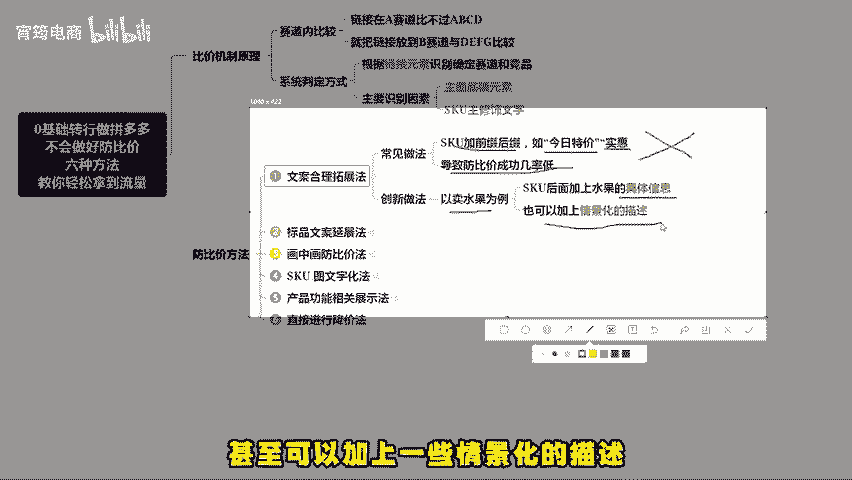 宵筠电商 bilibili
0基础转行做拼多多
不会做好防比价
六种方法
教你轻松拿到流量
比价机制原理
赛道内比较
链接在A赛道比不过ABCD
就把链接放到B赛道与DEFG比较
系统判定方式
根据链接元素识别确定赛道和竞品
主要识别因素
主图底部元素
SKU主修饰文字
1040 x 422
防比价方法
1 文案合理拓展法
常见做法
SKU加前缀后缀，如“今日特价”“实惠
导致防比价成功几率低
创新做法
以卖水果为例
SKU后面加上水果的具体信息
也可以加上情景化的描述
2 标品文案延展法
3 画中画防比价法
4 SKU 图文字化法
5 产品功能相关展示法
6 直接进行降价法
甚至可以加上一些情景化的描述